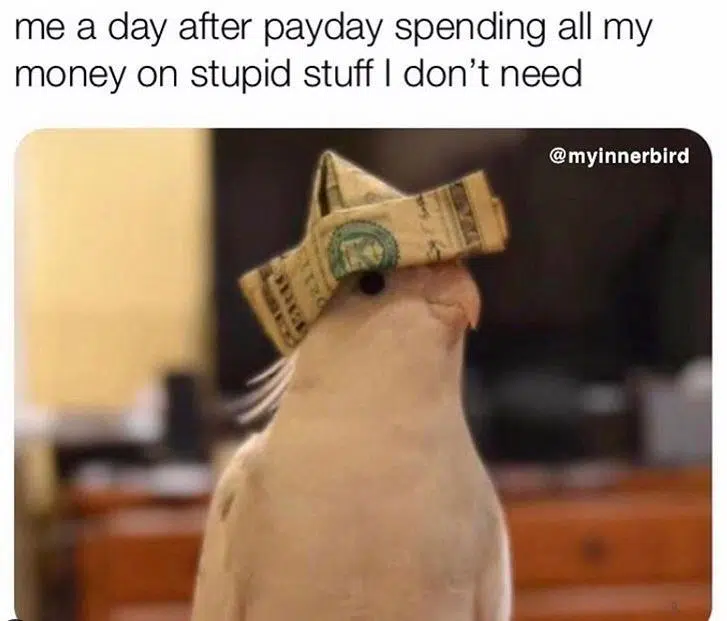 me a day after payday spending all my
money on stupid stuff I don't need
@myinnerbird